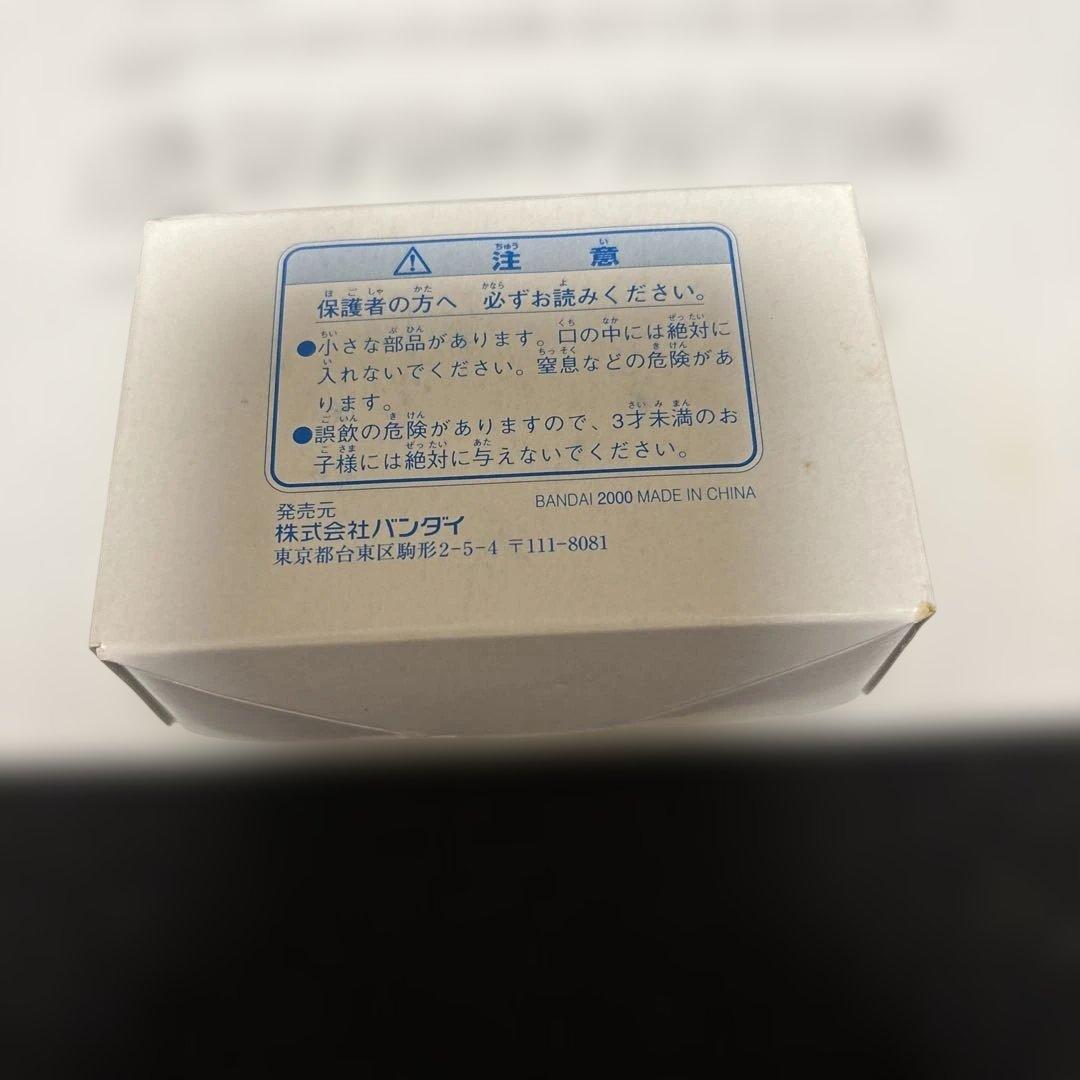 ⚠ 注意
保護者の方へ 必ずお読みください。
●小さな部品があります。口の中には絶対に
入れないでください。窒息などの危険があ
ります。
●誤飲の危険がありますので、3才未満のお
子様には絶対に与えないでください。
BANDAI 2000 MADE IN CHINA
発売元
株式会社バンダイ
東京都台東区駒形2-5-4 〒111-8081